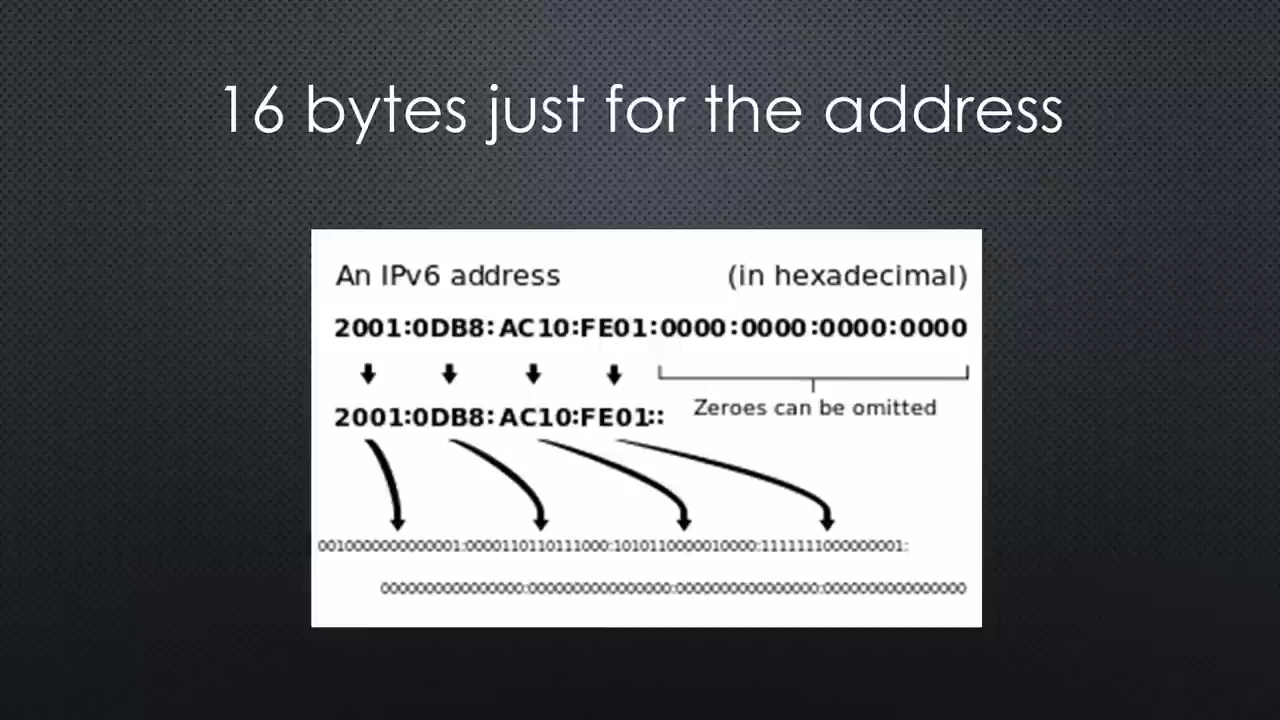 16 bytes just for the address
An IPv6 address (in hexadecimal)
2001:0DB8:AC10:FE01:0000:0000:0000:0000
Zeroes can be omitted
2001:0DB8:AC10:FE01::
0010000000000001:0000110110111000:1010110000010000:1111111000000001:
0000000000000000:0000000000000000:0000000000000000:0000000000000000